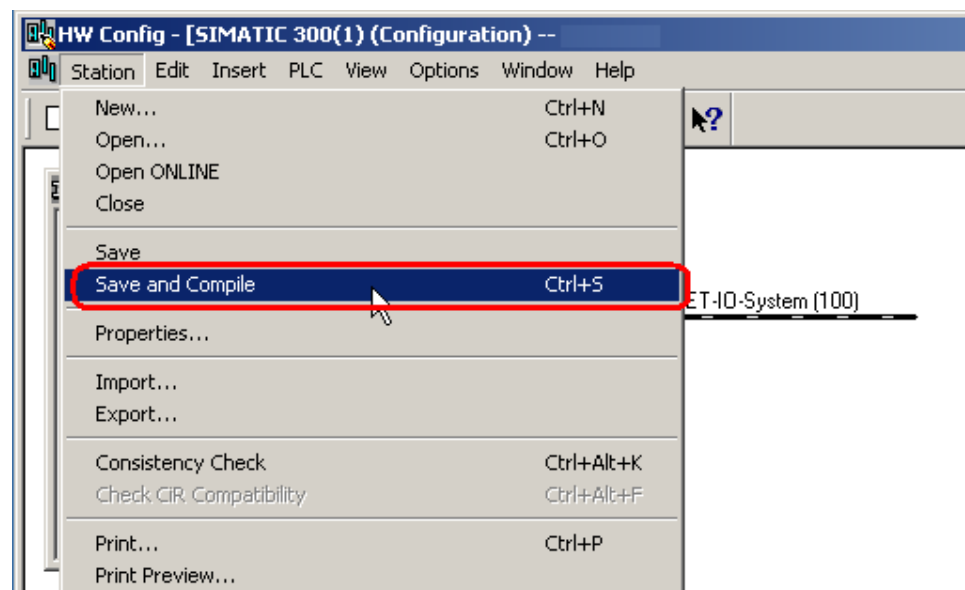 HW Config - [SIMATIC 300(1) (Configuration) --
Station Edit Insert PLC View Options Window Help
New... Ctrl+N
Open... Ctrl+O
Open ONLINE
Close
Save
Save and Compile Ctrl+S
ET-IO-System (100)
Properties...
Import...
Export...
Consistency Check Ctrl+Alt+K
Check CiR Compatibility Ctrl+Alt+F
Print... Ctrl+P
Print Preview...